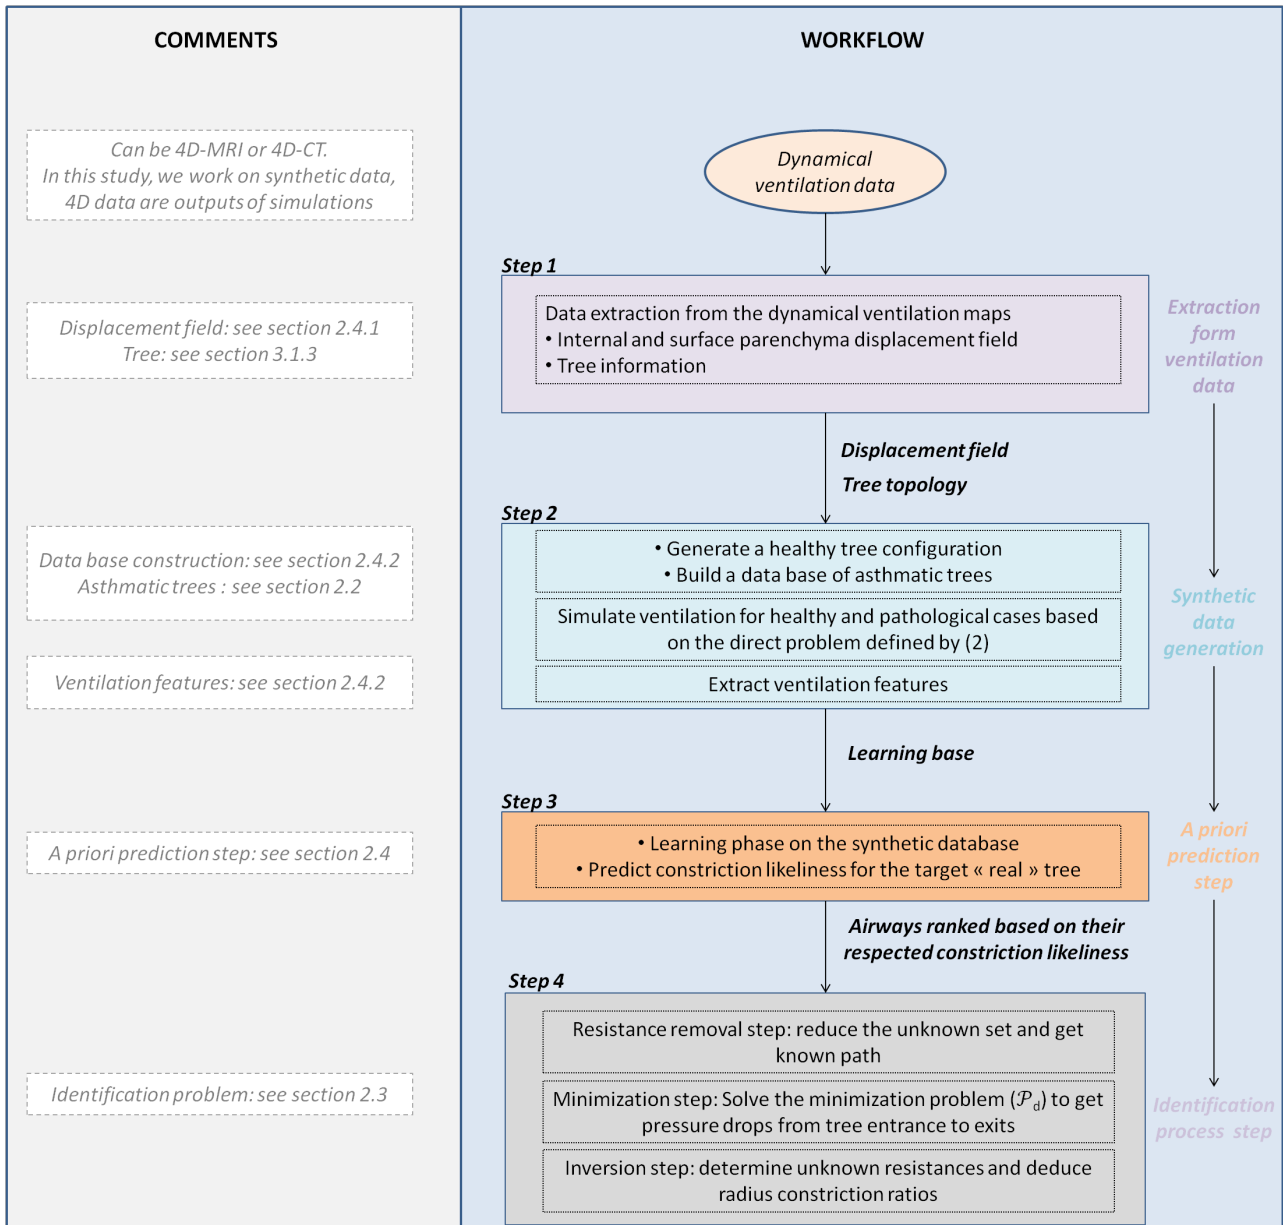 COMMENTS
WORKFLOW
Can be 4D-MRI or 4D-CT.
In this study, we work on synthetic data,
4D data are outputs of simulations
Dynamical
ventilation data
Step 1
Displacement field: see section 2.4.1
Tree: see section 3.1.3
Data extraction from the dynamical ventilation maps
• Internal and surface parenchyma displacement field
• Tree information
Extraction
form
ventilation
data
Displacement field
Tree topology
Step 2
Data base construction: see section 2.4.2
Asthmatic trees : see section 2.2
• Generate a healthy tree configuration
• Build a data base of asthmatic trees
Simulate ventilation for healthy and pathological cases based
on the direct problem defined by (2)
Synthetic
data
generation
Ventilation features: see section 2.4.2
Extract ventilation features
Learning base
Step 3
A priori prediction step: see section 2.4
• Learning phase on the synthetic database
• Predict constriction likeliness for the target « real » tree
A priori
prediction
step
Airways ranked based on their
respected constriction likeliness
Step 4
Resistance removal step: reduce the unknown set and get
known path
Identification problem: see section 2.3
Minimization step: Solve the minimization problem (𝒫d) to get
pressure drops from tree entrance to exits
Identification
process step
Inversion step: determine unknown resistances and deduce
radius constriction ratios